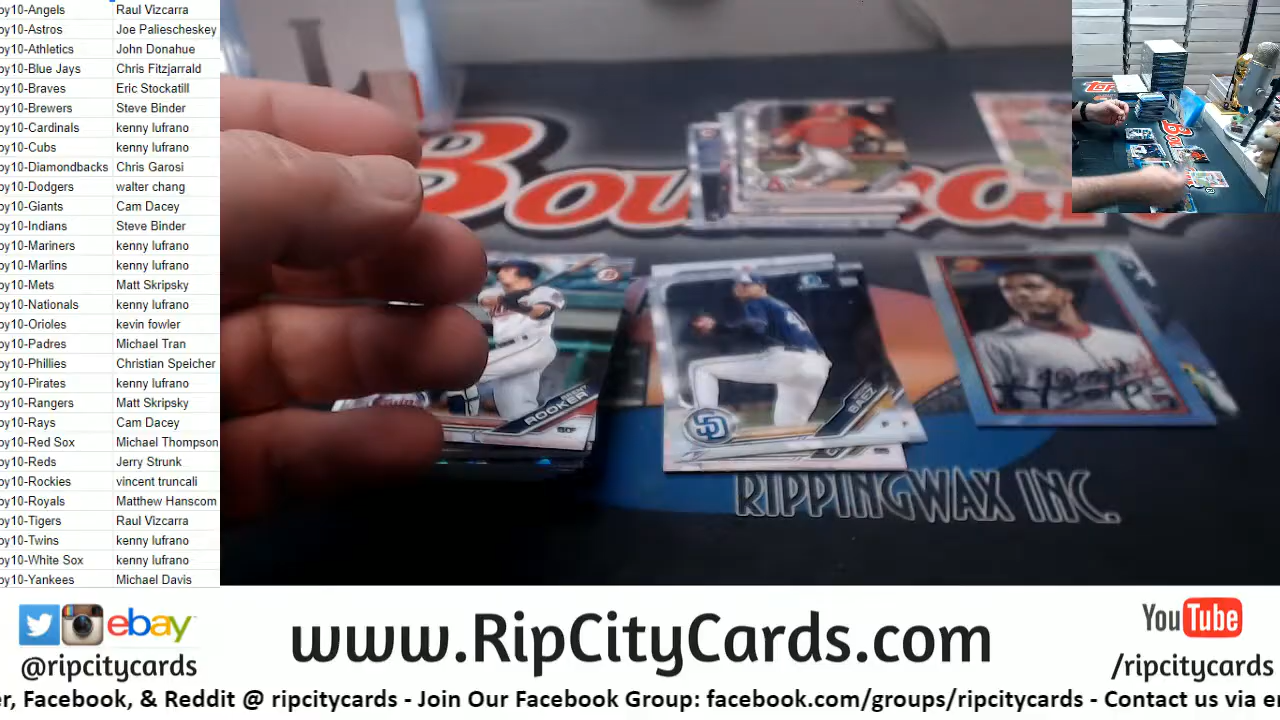 oy10-Angels Raul Vizcarra
oy10-Astros Joe Paliescheskey
oy10-Athletics John Donahue
oy10-Blue Jays Chris Fitzjarrald
oy10-Braves Eric Stockatill
oy10-Brewers Steve Binder
oy10-Cardinals kenny lufrano
oy10-Cubs kenny lufrano
oy10-Diamondbacks Chris Garosi
oy10-Dodgers walter chang
oy10-Giants Cam Dacey
oy10-Indians Steve Binder
oy10-Mariners kenny lufrano
oy10-Marlins kenny lufrano
oy10-Mets Matt Skripsky
oy10-Nationals kenny lufrano
oy10-Orioles kevin fowler
oy10-Padres Michael Tran
oy10-Phillies Christian Speicher
oy10-Pirates kenny lufrano
oy10-Rangers Matt Skripsky
oy10-Rays Cam Dacey
oy10-Red Sox Michael Thompson
oy10-Reds Jerry Strunk
oy10-Rockies vincent truncali
oy10-Royals Matthew Hanscom
oy10-Tigers Raul Vizcarra
oy10-Twins kenny lufrano
oy10-White Sox kenny lufrano
oy10-Yankees Michael Davis
ROOKER
OF
SD
BAEZ
RIPPINGWAX INC.
ebay
@ripcitycards
www.RipCityCards.com
YouTube
/ripcitycards
er, Facebook, & Reddit @ ripcitycards - Join Our Facebook Group: facebook.com/groups/ripcitycards - Contact us via em